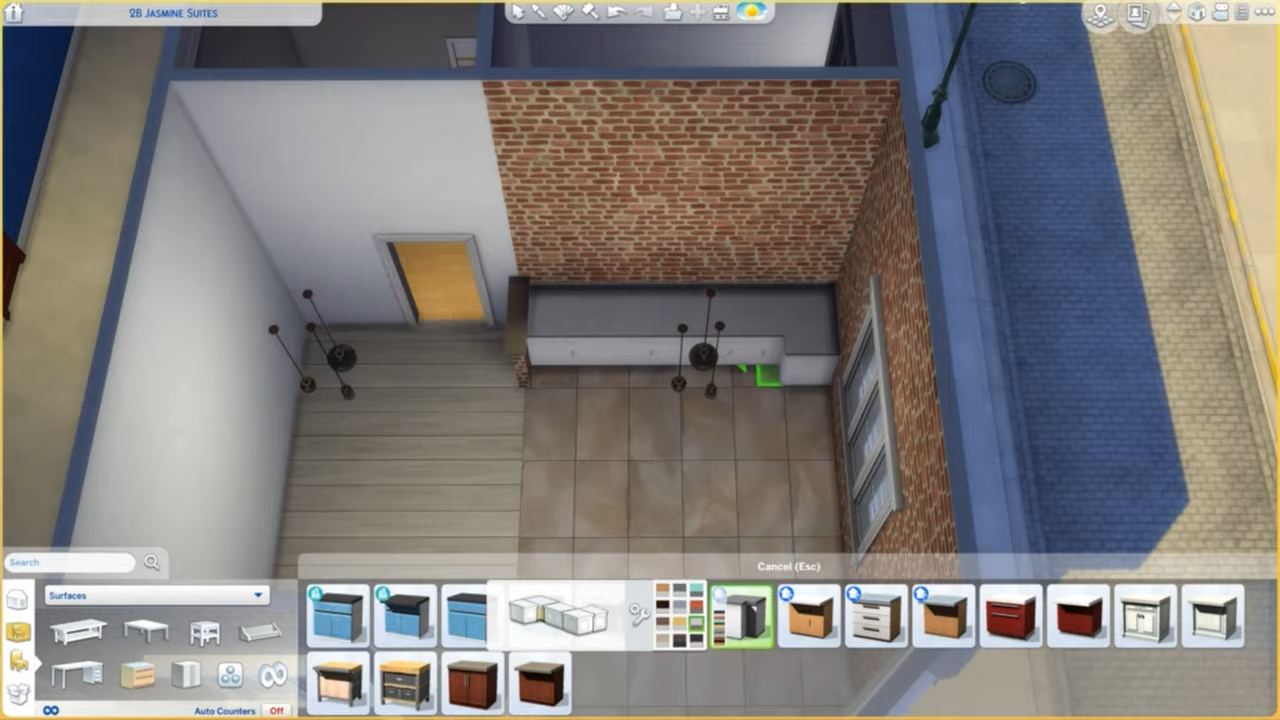 2B JASMINE SUITES
Cancel (Esc)
Search
Surfaces
Auto Counters Off